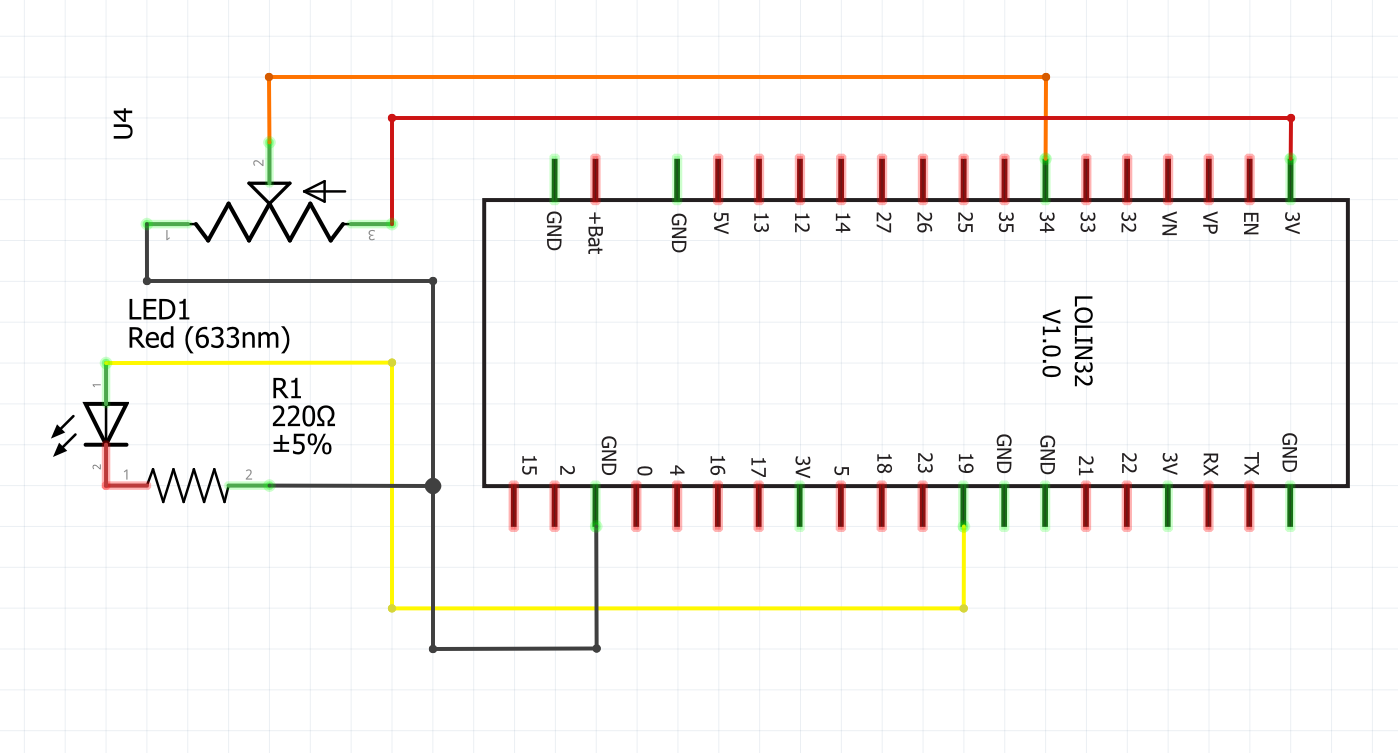 U4
2
1
3
GND
+Bat
GND
5V
13
12
14
27
26
25
35
34
33
32
VN
VP
EN
3V
LOLIN32
V1.0.0
LED1
Red (633nm)
1
2
R1
220Ω
±5%
1
2
15
2
GND
0
4
16
17
3V
5
18
23
19
GND
GND
21
22
3V
RX
TX
GND